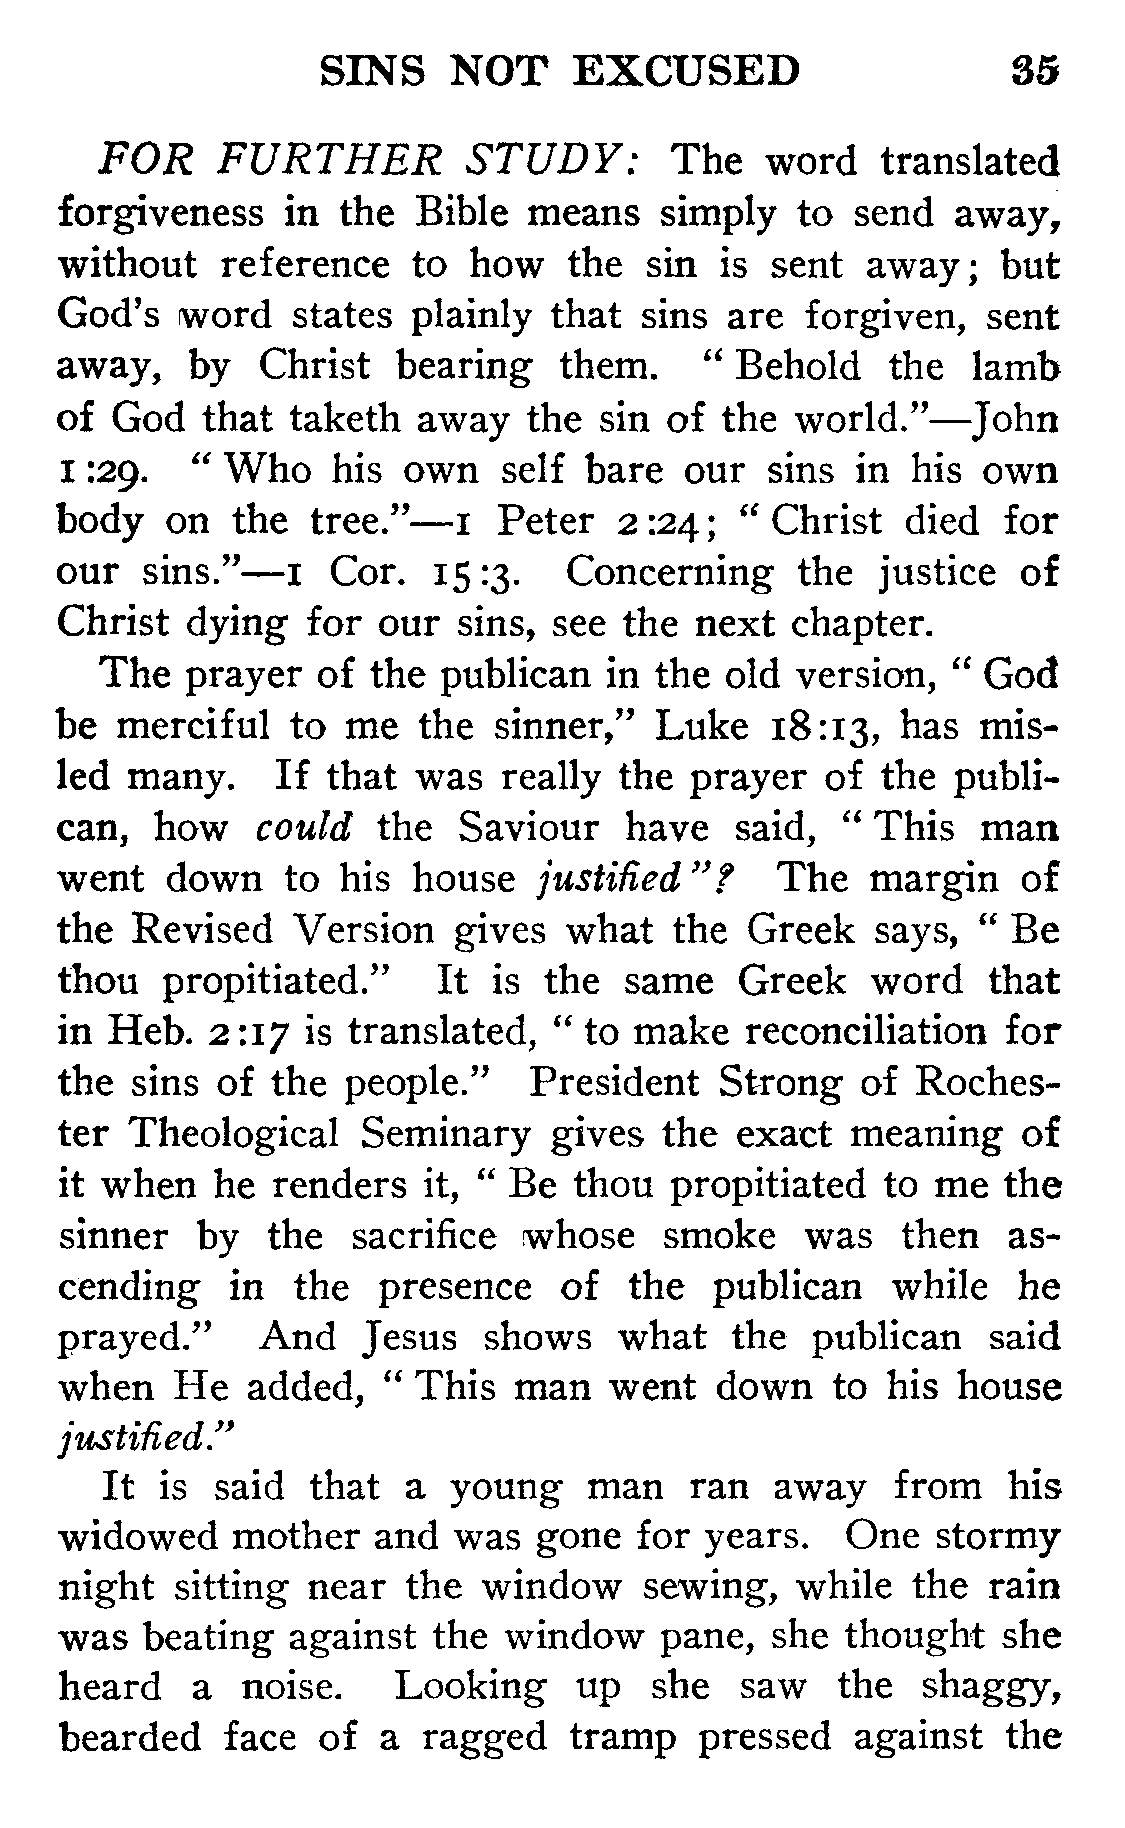 SINS NOT EXCUSED 35
FOR FURTHER STUDY: The word translated
forgiveness in the Bible means simply to send away,
without reference to how the sin is sent away; but
God's word states plainly that sins are forgiven, sent
away, by Christ bearing them. " Behold the lamb
of God that taketh away the sin of the world."—John
1:29. " Who his own self bare our sins in his own
body on the tree."—1 Peter 2:24; " Christ died for
our sins."—1 Cor. 15:3. Concerning the justice of
Christ dying for our sins, see the next chapter.
The prayer of the publican in the old version, " God
be merciful to me the sinner," Luke 18:13, has mis-
led many. If that was really the prayer of the publi-
can, how could the Saviour have said, " This man
went down to his house justified"? The margin of
the Revised Version gives what the Greek says, " Be
thou propitiated." It is the same Greek word that
in Heb. 2:17 is translated, " to make reconciliation for
the sins of the people." President Strong of Roches-
ter Theological Seminary gives the exact meaning of
it when he renders it, " Be thou propitiated to me the
sinner by the sacrifice whose smoke was then as-
cending in the presence of the publican while he
prayed." And Jesus shows what the publican said
when He added, " This man went down to his house
justified."
It is said that a young man ran away from his
widowed mother and was gone for years. One stormy
night sitting near the window sewing, while the rain
was beating against the window pane, she thought she
heard a noise. Looking up she saw the shaggy,
bearded face of a ragged tramp pressed against the